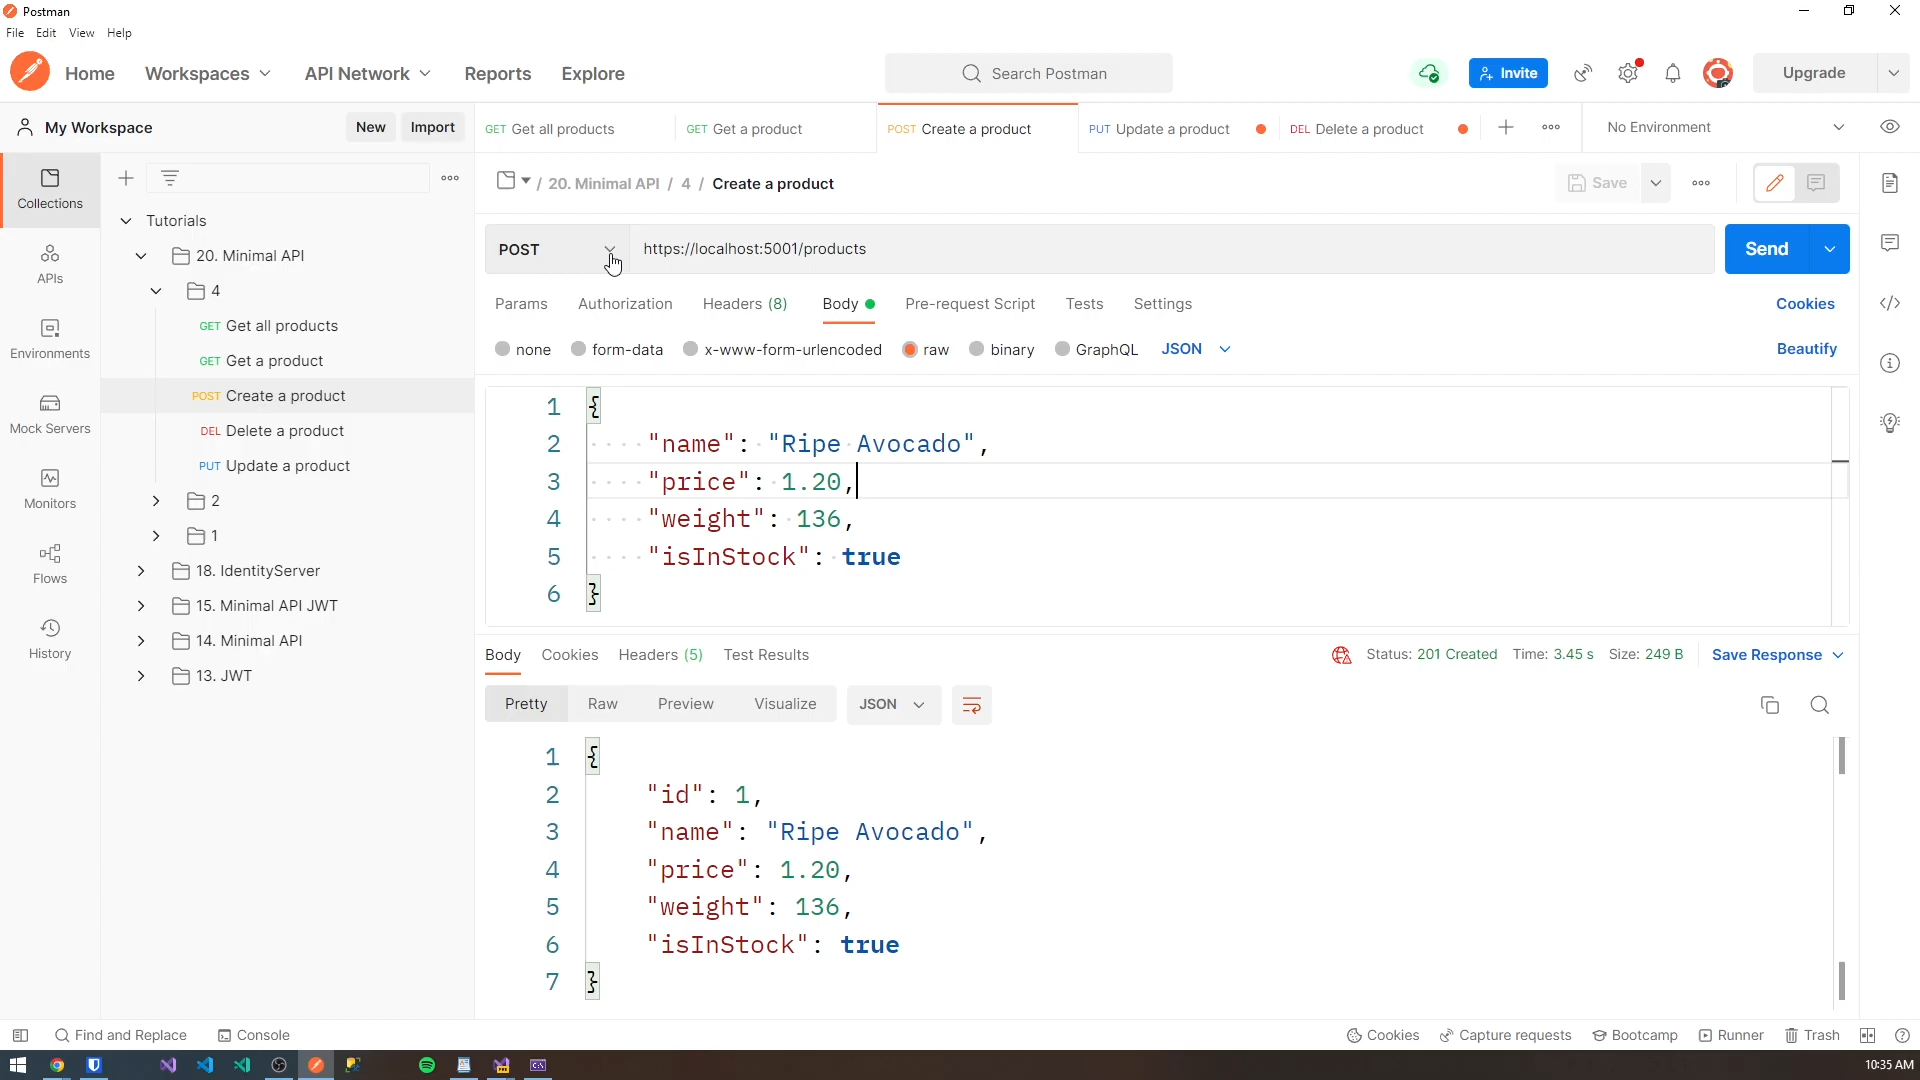 Postman
File Edit View Help
Home Workspaces API Network Reports Explore Search Postman Invite Upgrade
My Workspace New Import GET Get all products GET Get a product POST Create a product PUT Update a product DEL Delete a product No Environment
/ 20. Minimal API / 4 / Create a product Save
Collections
APIs
Environments
Mock Servers
Monitors
Flows
History
Tutorials
20. Minimal API
4
GET Get all products
GET Get a product
POST Create a product
DEL Delete a product
PUT Update a product
2
1
18. IdentityServer
15. Minimal API JWT
14. Minimal API
13. JWT
POST https://localhost:5001/products Send
Params Authorization Headers (8) Body Pre-request Script Tests Settings Cookies
none form-data x-www-form-urlencoded raw binary GraphQL JSON Beautify
1 {
2 "name": "Ripe Avocado",
3 "price": 1.20,
4 "weight": 136,
5 "isInStock": true
6 }
Body Cookies Headers (5) Test Results Status: 201 Created Time: 3.45 s Size: 249 B Save Response
Pretty Raw Preview Visualize JSON
1 {
2 "id": 1,
3 "name": "Ripe Avocado",
4 "price": 1.20,
5 "weight": 136,
6 "isInStock": true
7 }
Find and Replace Console Cookies Capture requests Bootcamp Runner Trash
10:35 AM